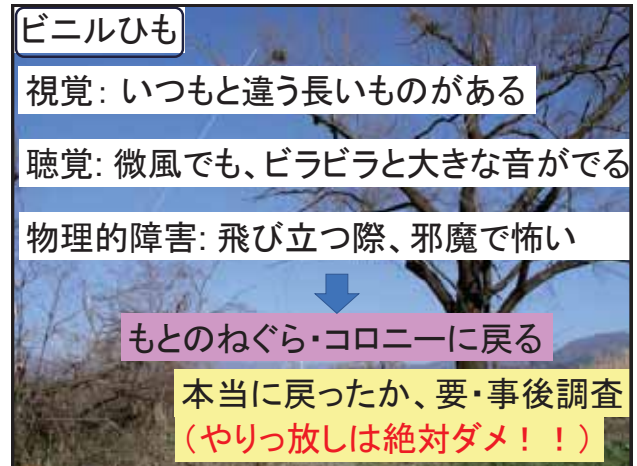 ビニルひも
視覚: いつもと違う長いものがある
聴覚: 微風でも、ビラビラと大きな音がでる
物理的障害: 飛び立つ際、邪魔で怖い
もとのねぐら・コロニーに戻る
本当に戻ったか、要・事後調査
(やりっ放しは絶対ダメ!!)